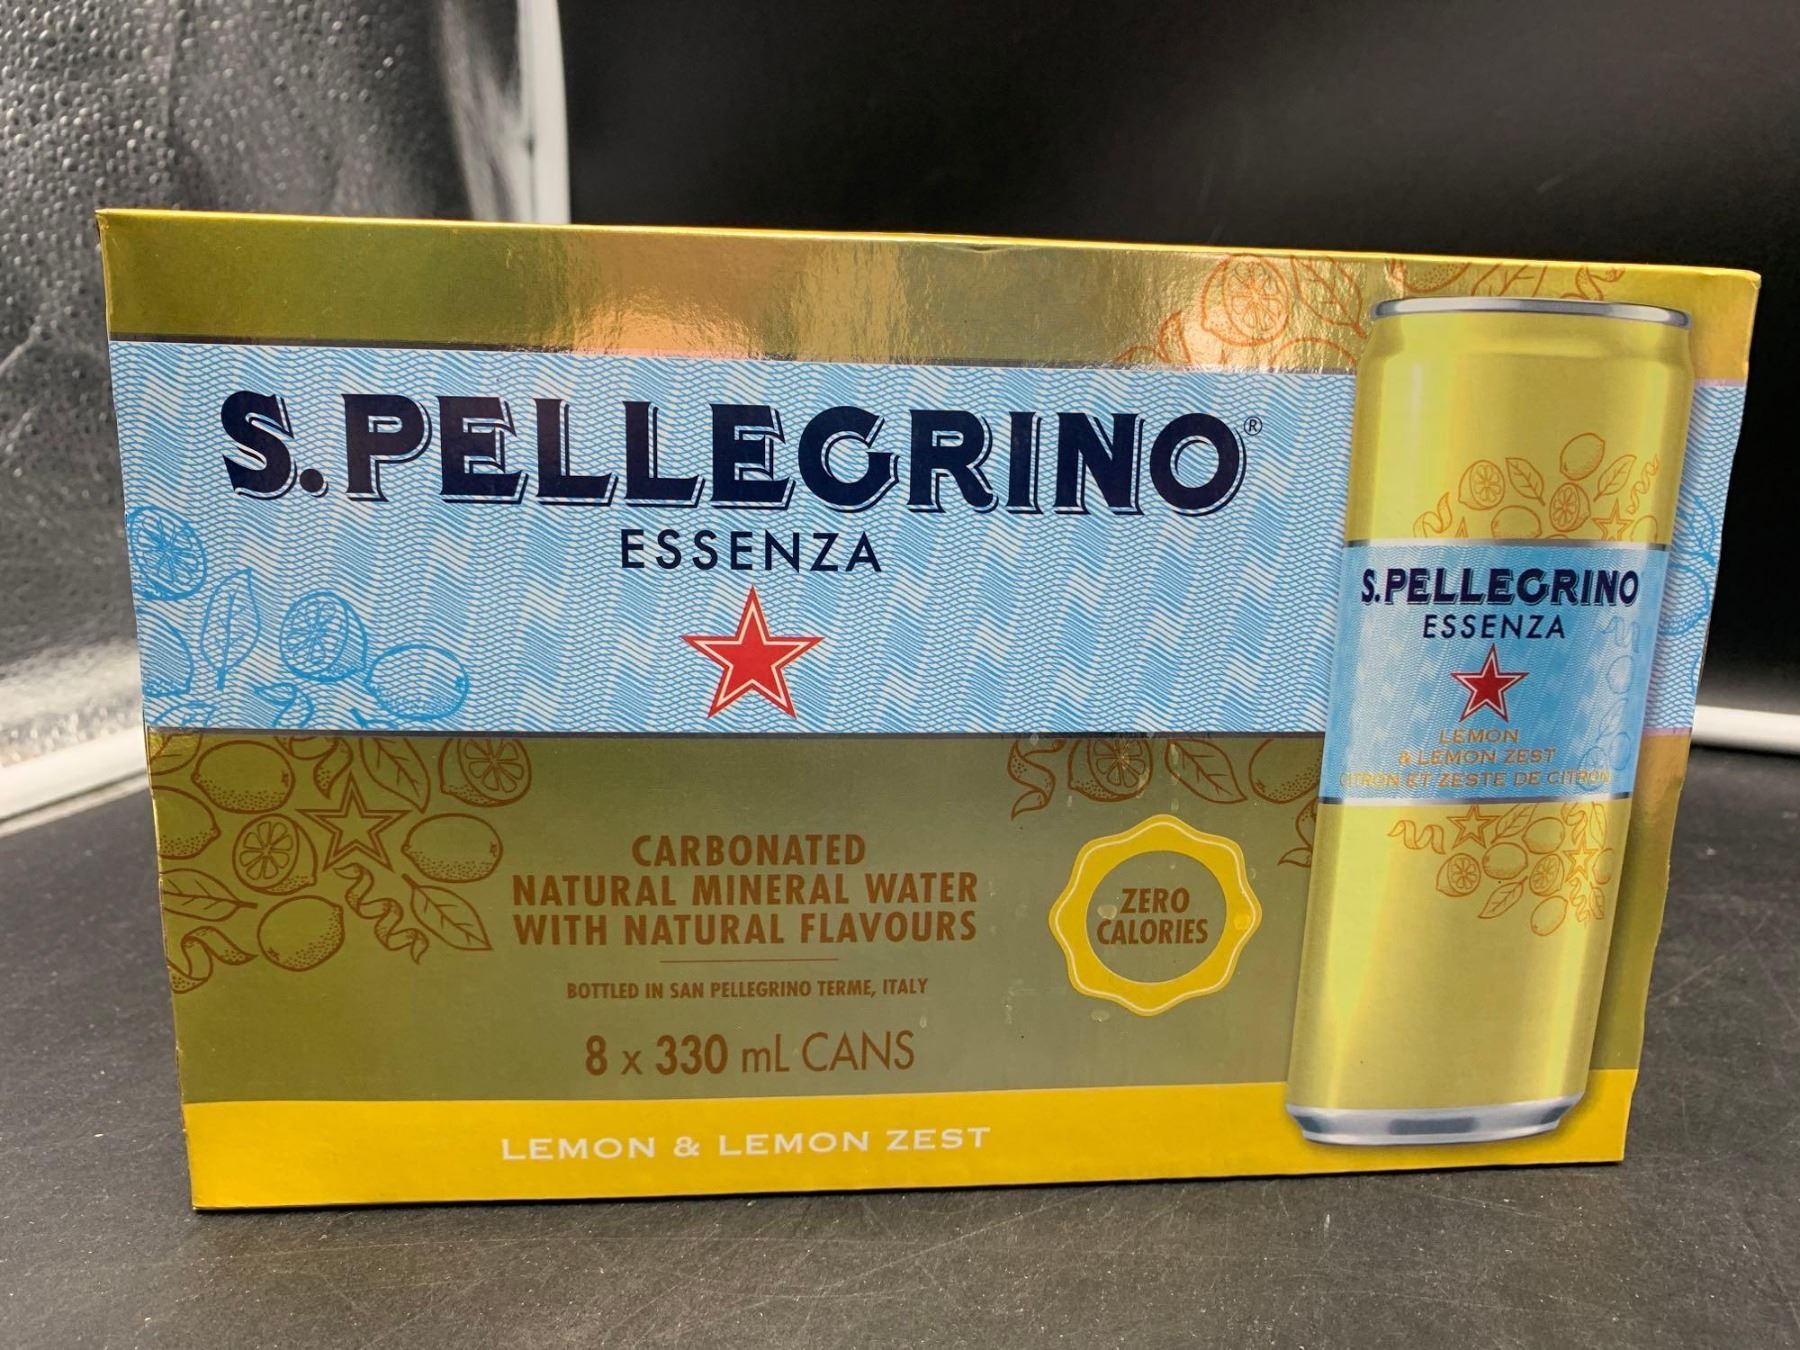 S.PELLEGRINO®
ESSENZA
CARBONATED
NATURAL MINERAL WATER
WITH NATURAL FLAVOURS
BOTTLED IN SAN PELLEGRINO TERME, ITALY
8 x 330 mL CANS
ZERO
CALORIES
LEMON & LEMON ZEST
S.PELLEGRINO
ESSENZA
LEMON
& LEMON ZEST
CITRON ET ZESTE DE CITRON